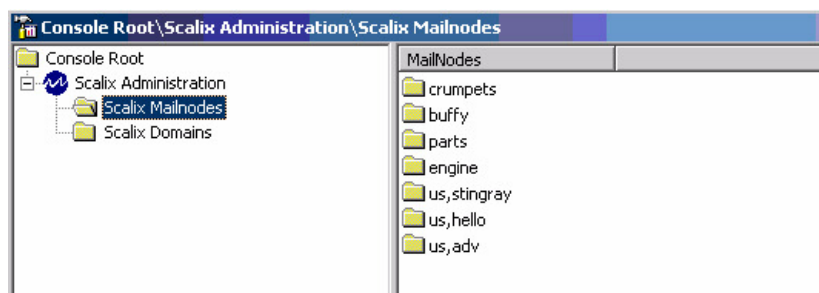 Console Root\Scalix Administration\Scalix Mailnodes
Console Root
Scalix Administration
Scalix Mailnodes
Scalix Domains
MailNodes
crumpets
buffy
parts
engine
us,stingray
us,hello
us,adv